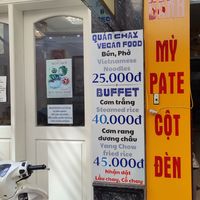 QUÁN CHAY
VEGAN FOOD
Bún, Phở
Vietnamese
Noodles
25.000đ
BUFFET
Cơm trắng
Steamed rice
40.000đ
Cơm rang
dương châu
Yang Chow
fried rice
45.000đ
Nhận đặt
Lẩu chay, Cỗ chay
MỲ
PATE
CỘT
ĐÈN